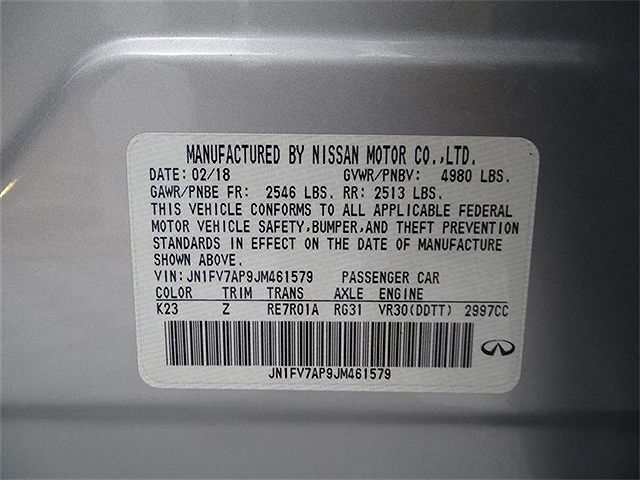 MANUFACTURED BY NISSAN MOTOR CO.,LTD.
DATE: 02/18 GVWR/PNBV: 4980 LBS.
GAWR/PNBE FR: 2546 LBS. RR: 2513 LBS.
THIS VEHICLE CONFORMS TO ALL APPLICABLE FEDERAL
MOTOR VEHICLE SAFETY,BUMPER,AND THEFT PREVENTION
STANDARDS IN EFFECT ON THE DATE OF MANUFACTURE
SHOWN ABOVE.
VIN: JN1FV7AP9JM461579 PASSENGER CAR
COLOR TRIM TRANS AXLE ENGINE
K23 Z RE7R01A RG31 VR30(DDTT) 2997CC
JN1FV7AP9JM461579